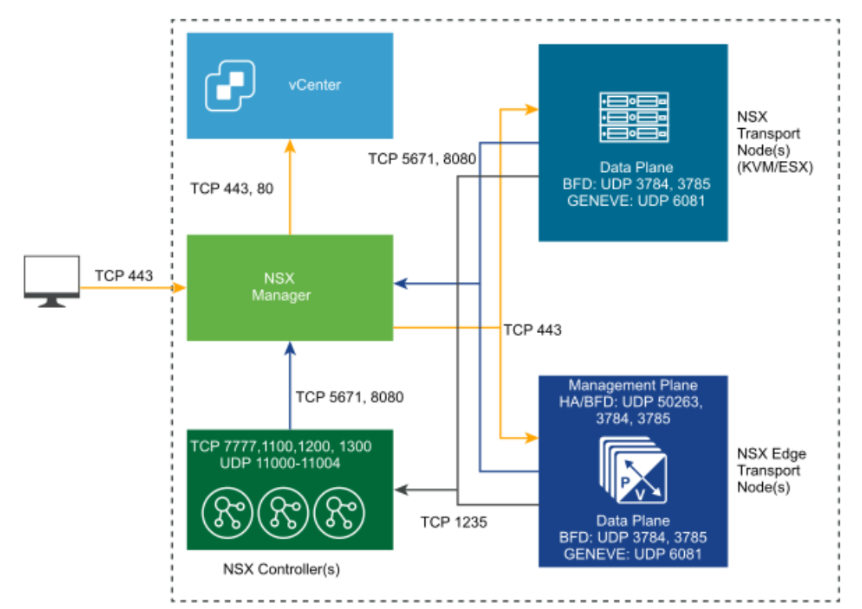 vCenter
TCP 443, 80
TCP 5671, 8080
Data Plane
BFD: UDP 3784, 3785
GENEVE: UDP 6081
NSX
Transport
Node(s)
(KVM/ESX)
TCP 443
NSX
Manager
TCP 443
TCP 5671, 8080
TCP 7777,1100,1200, 1300
UDP 11000-11004
NSX Controller(s)
TCP 1235
Management Plane
HA/BFD: UDP 50263,
3784, 3785
P
V
Data Plane
BFD: UDP 3784, 3785
GENEVE: UDP 6081
NSX Edge
Transport
Node(s)